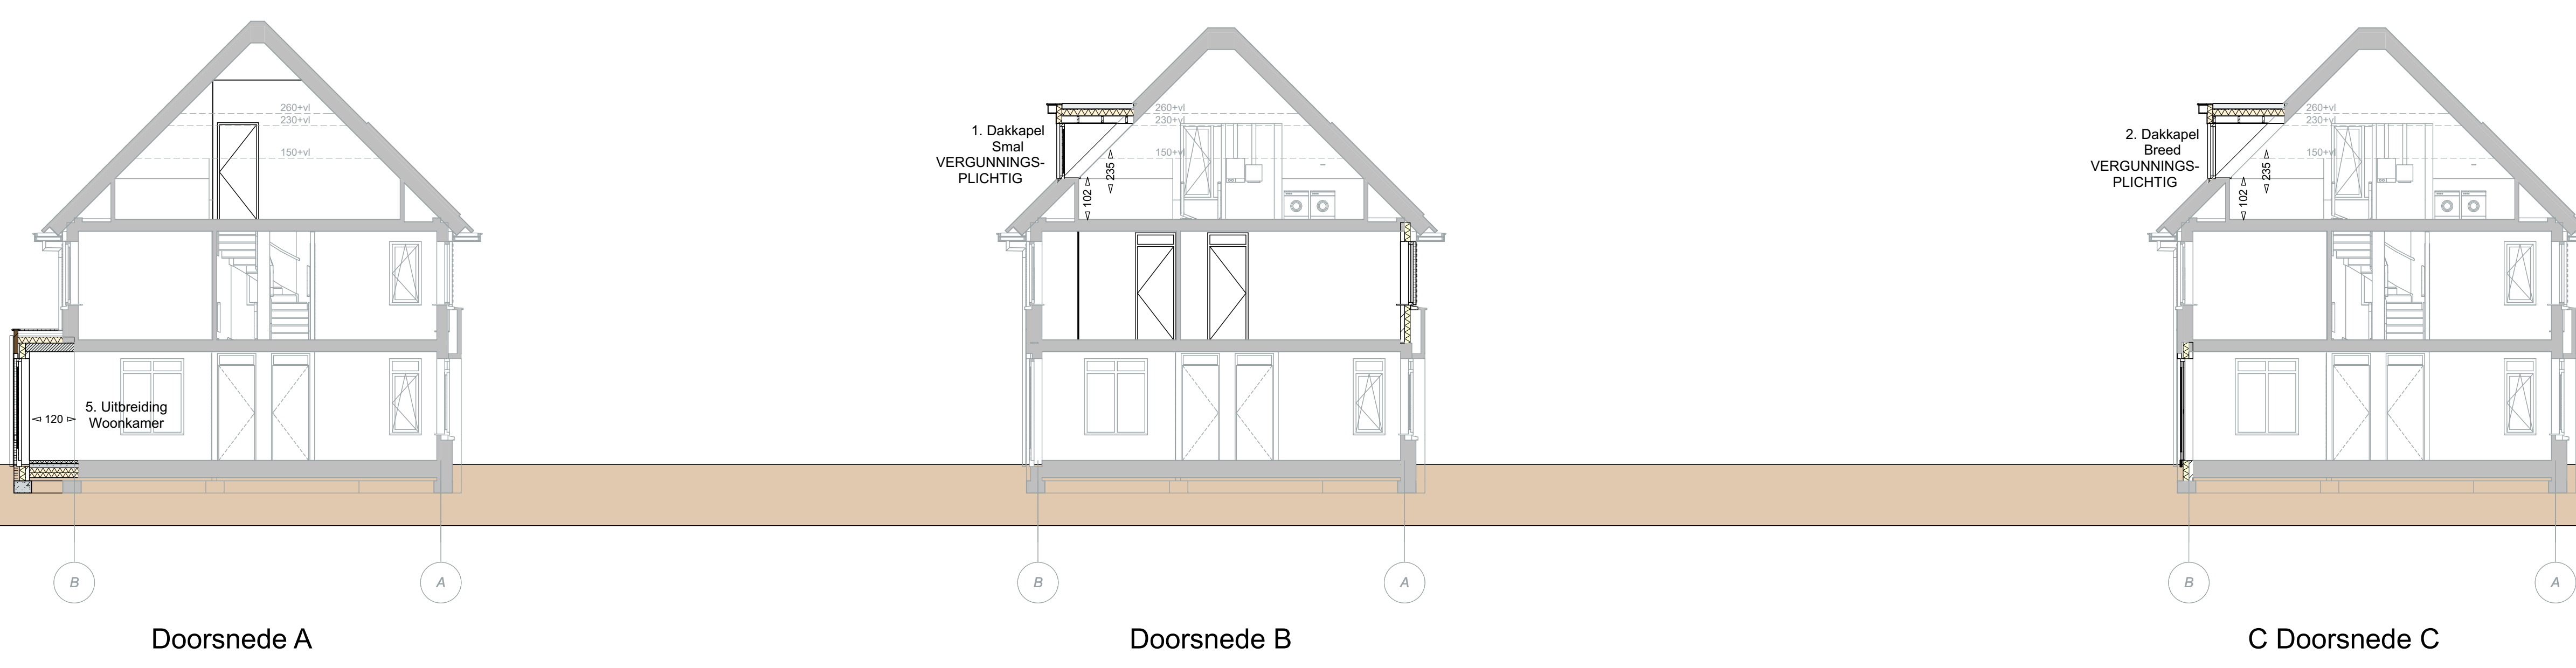 260+vl
230+vl
150+vl
5. Uitbreiding
Woonkamer
120
B
A
Doorsnede A
1. Dakkapel
Smal
VERGUNNINGS-
PLICHTIG
260+vl
230+vl
150+vl
235
102
B
A
Doorsnede B
2. Dakkapel
Breed
VERGUNNINGS-
PLICHTIG
260+vl
230+vl
150+vl
235
102
B
A
C Doorsnede C